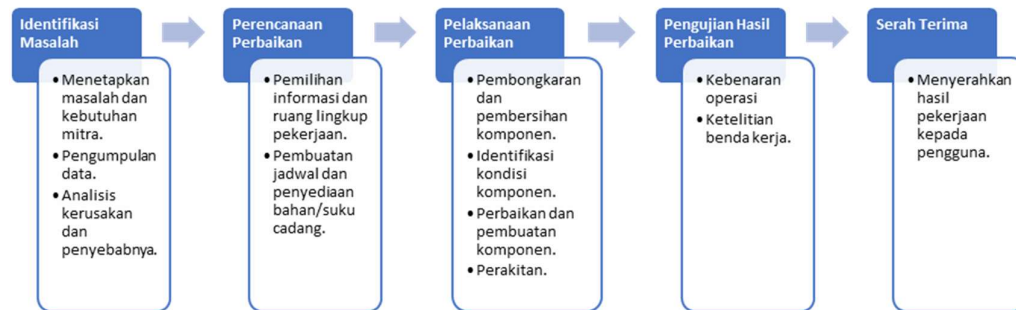 Identifikasi
Masalah
• Menetapkan
masalah dan
kebutuhan
mitra.
• Pengumpulan
data.
• Analisis
kerusakan
dan
penyebabnya.
Perencanaan
Perbaikan
• Pemilihan
informasi dan
ruang lingkup
pekerjaan.
• Pembuatan
jadwal dan
penyediaan
bahan/suku
cadang.
Pelaksanaan
Perbaikan
• Pembongkaran
dan
pembersihan
komponen.
• Identifikasi
kondisi
komponen.
• Perbaikan dan
pembuatan
komponen.
• Perakitan.
Pengujian Hasil
Perbaikan
• Kebenaran
operasi
• Ketelitian
benda kerja.
Serah Terima
• Menyerahkan
hasil
pekerjaan
kepada
pengguna.